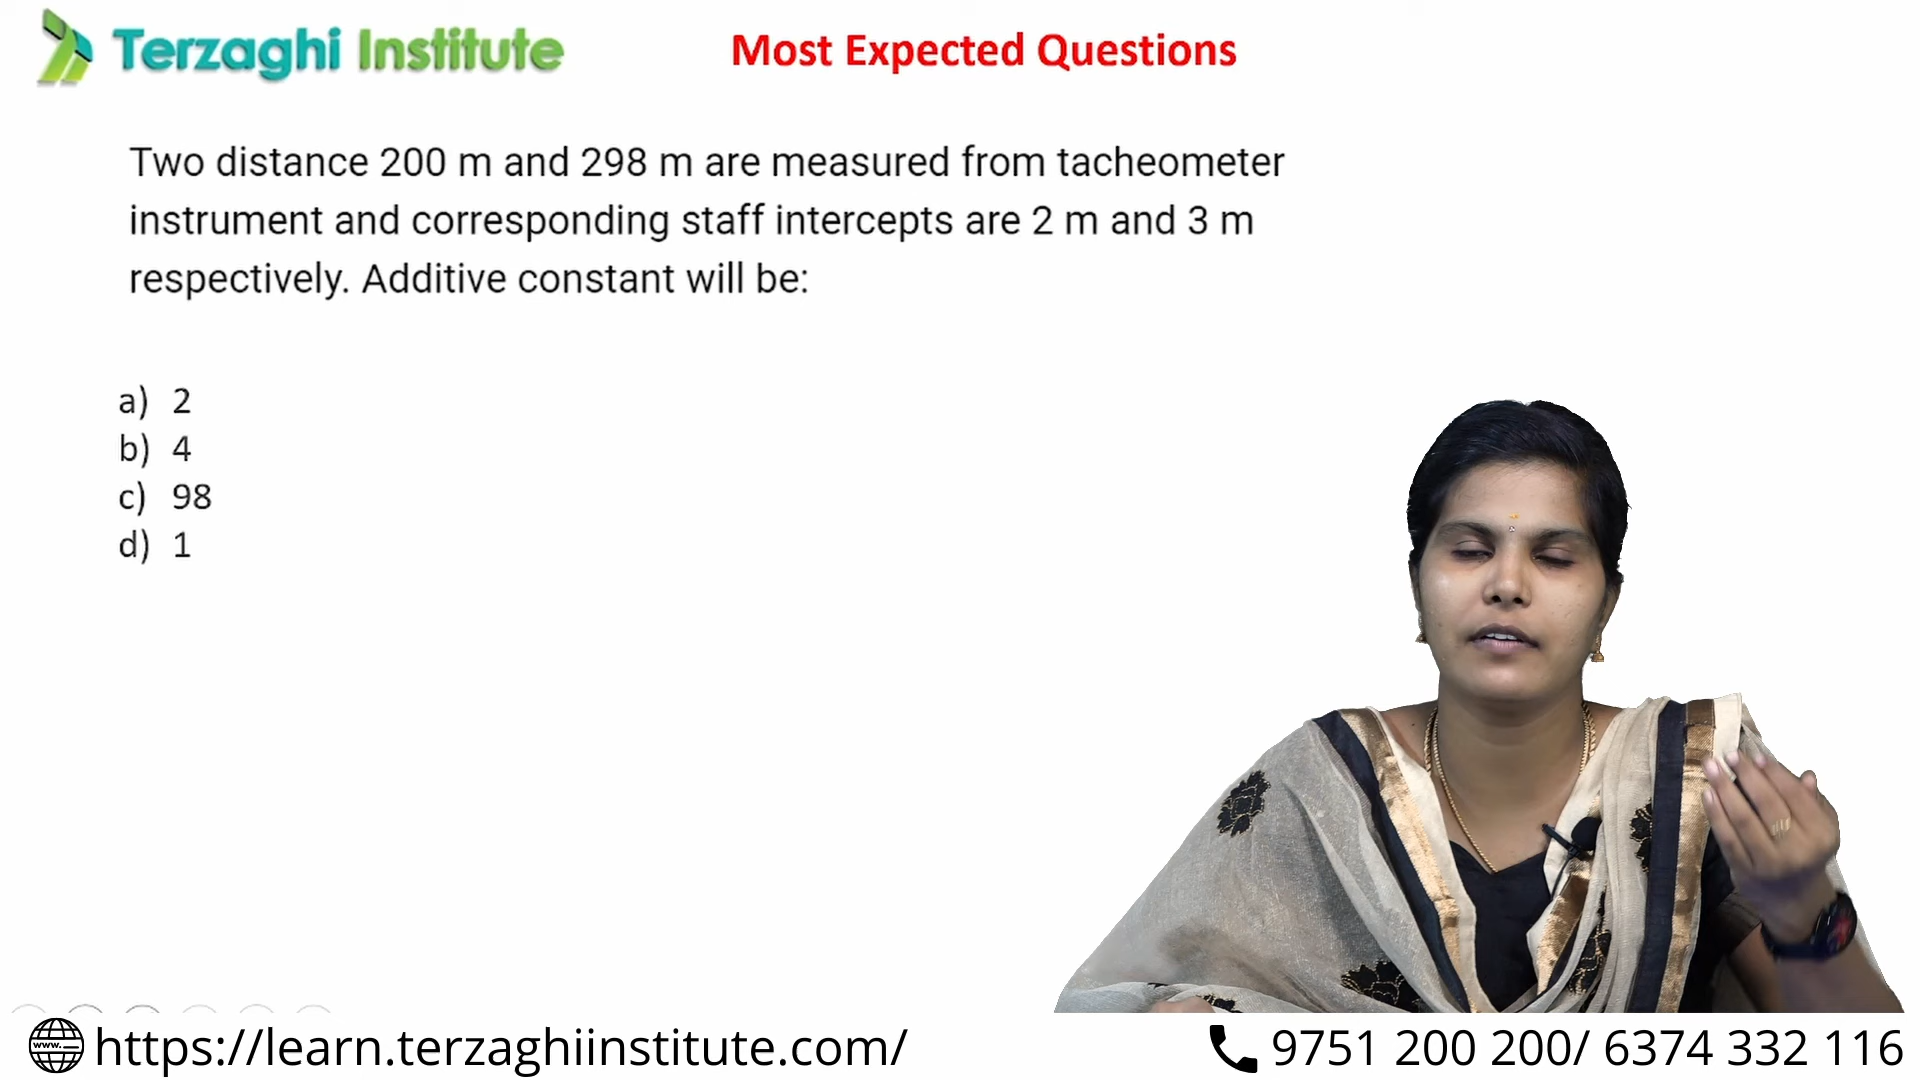 Terzaghi Institute
Most Expected Questions
Two distance 200 m and 298 m are measured from tacheometer
instrument and corresponding staff intercepts are 2 m and 3 m
respectively. Additive constant will be:
a) 2
b) 4
c) 98
d) 1
www.
https://learn.terzaghiinstitute.com/
9751 200 200/ 6374 332 116